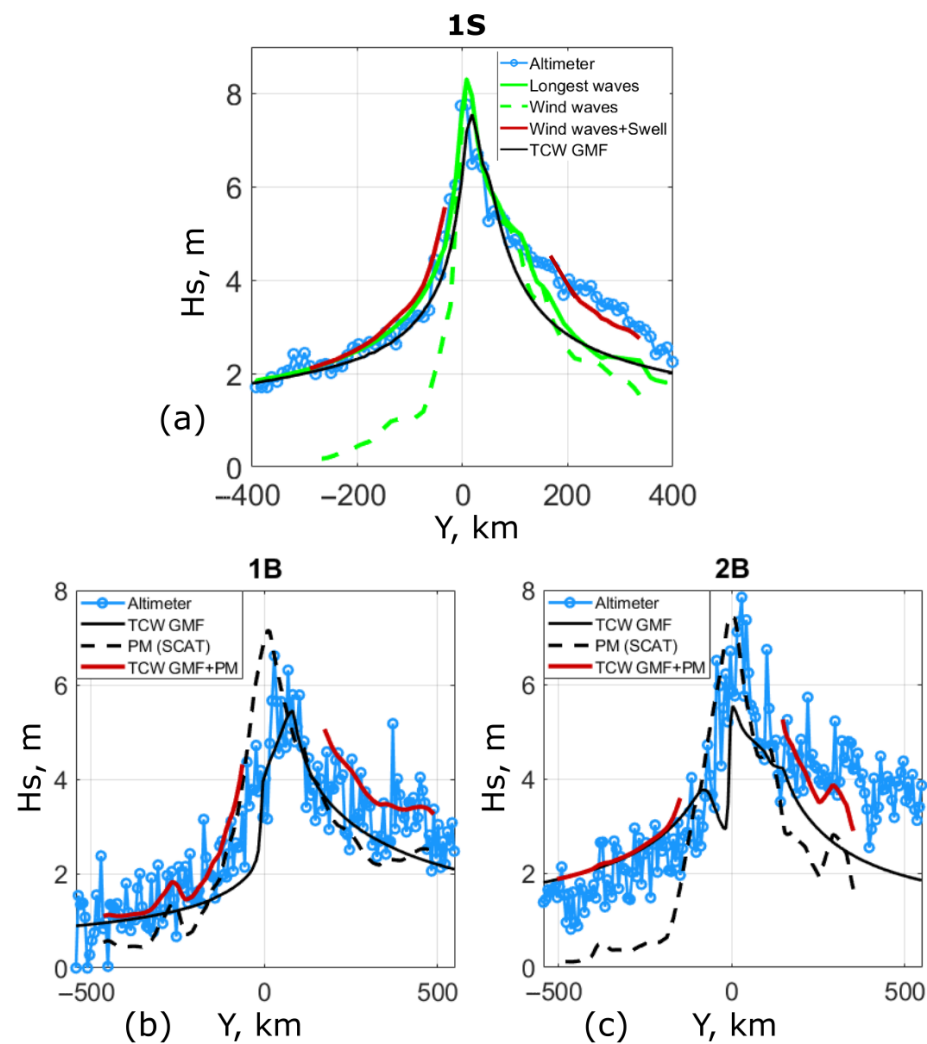 1S
Altimeter
Longest waves
Wind waves
Wind waves+Swell
TCW GMF
Hs, m
8
6
4
2
0
−400 −200 0 200 400
Y, km
(a)
1B
Altimeter
TCW GMF
PM (SCAT)
TCW GMF+PM
Hs, m
8
6
4
2
0
−500 0 500
(b) Y, km
2B
Altimeter
TCW GMF
PM (SCAT)
TCW GMF+PM
Hs, m
8
6
4
2
0
−500 0 500
(c) Y, km